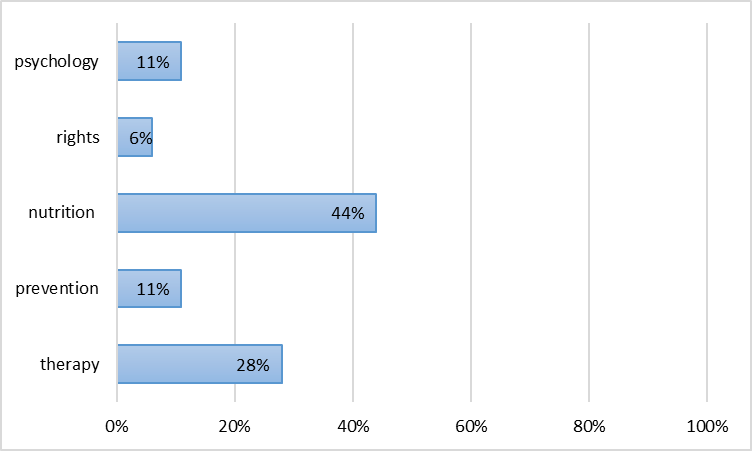 psychology 11%
rights 6%
nutrition 44%
prevention 11%
therapy 28%
0% 20% 40% 60% 80% 100%